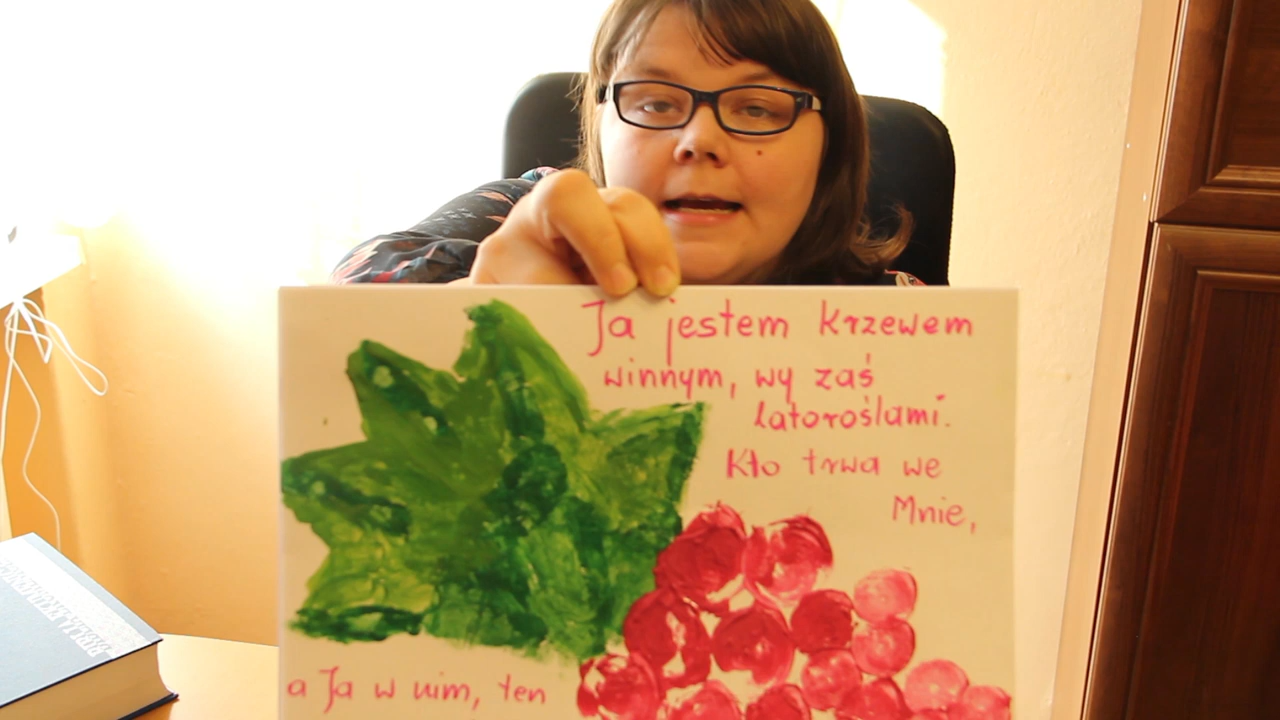 Ja jestem krzewem
winnym, wy zaś
latoroślami.
Kto trwa we
Mnie,
a Ja w nim, ten